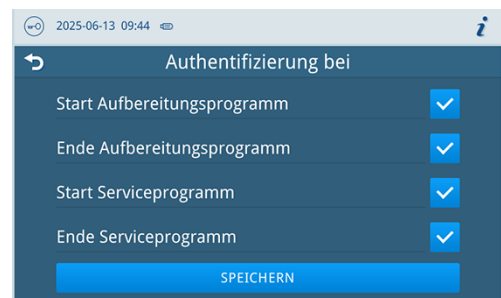 2025-06-13 09:44
i
Authentifizierung bei
Start Aufbereitungsprogramm
Ende Aufbereitungsprogramm
Start Serviceprogramm
Ende Serviceprogramm
SPEICHERN